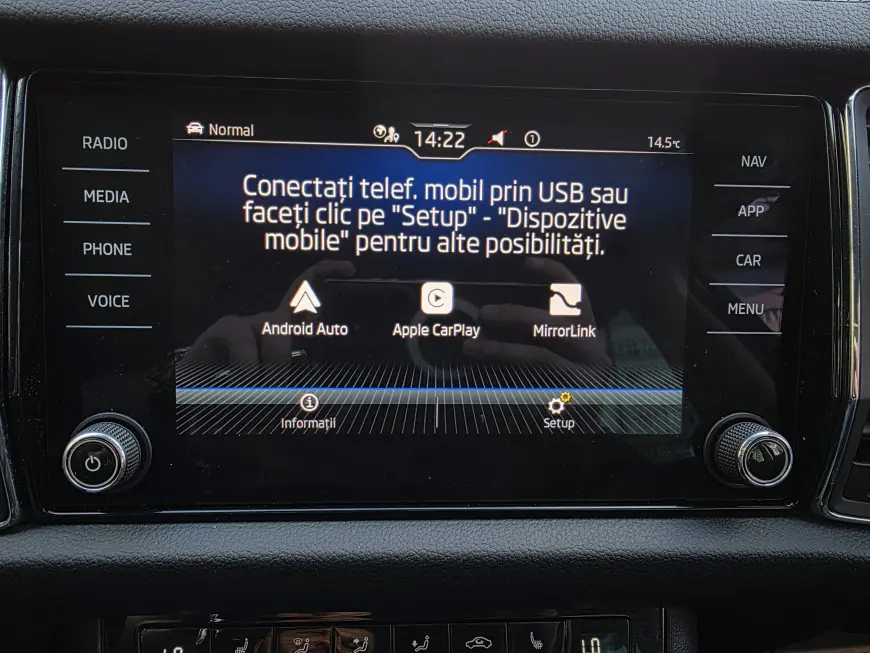 Normal
14:22
1
14.5°C
RADIO
MEDIA
PHONE
VOICE
Conectați telef. mobil prin USB sau
faceți clic pe "Setup" - "Dispozitive
mobile" pentru alte posibilități.
Android Auto
Apple CarPlay
MirrorLink
Informații
Setup
NAV
APP
CAR
MENU